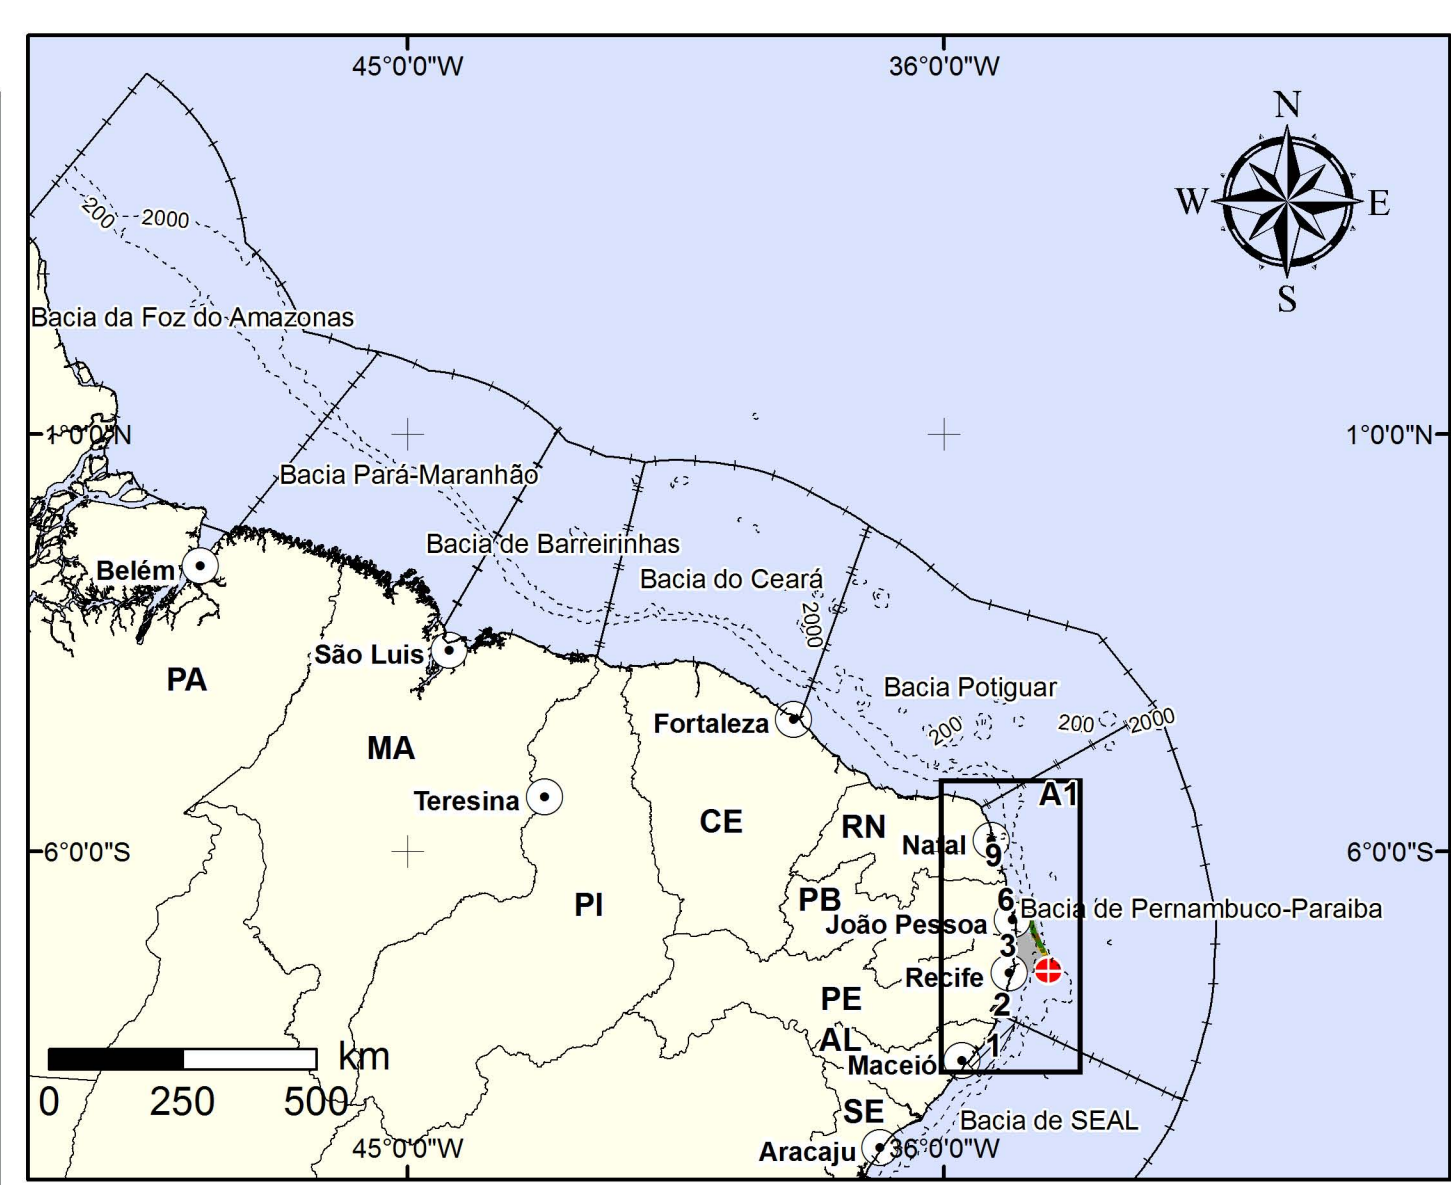 45°0'0"W
36°0'0"W
N
W
E
S
200
2000
Bacia da Foz do Amazonas
1°0'0"N
1°0'0"N
Bacia Pará-Maranhão
Bacia de Barreirinhas
Belém
Bacia do Ceará
2000
São Luis
PA
Bacia Potiguar
Fortaleza
200
200
2000
MA
Teresina
A1
CE
RN
Natal
9
6°0'0"S
6°0'0"S
PI
PB
6
Bacia de Pernambuco-Paraiba
João Pessoa
3
Recife
PE
2
AL
1
km
Maceió
0
250
500
SE
Bacia de SEAL
45°0'0"W
Aracaju
36°0'0"W